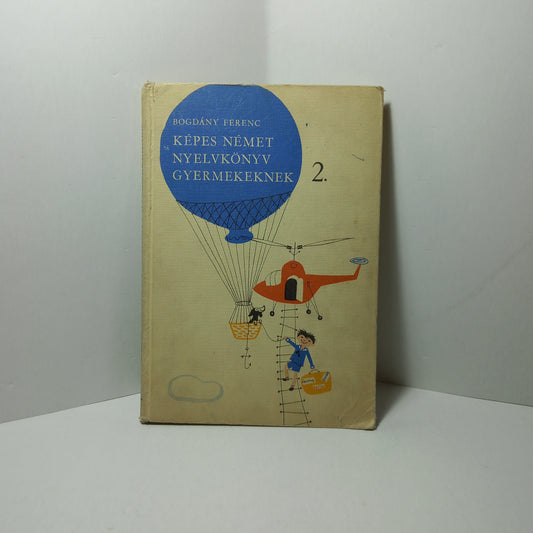 BOGDÁNY FERENC
KÉPES NÉMET
NYELVKÖNYV
GYERMEKEKNEK
2.